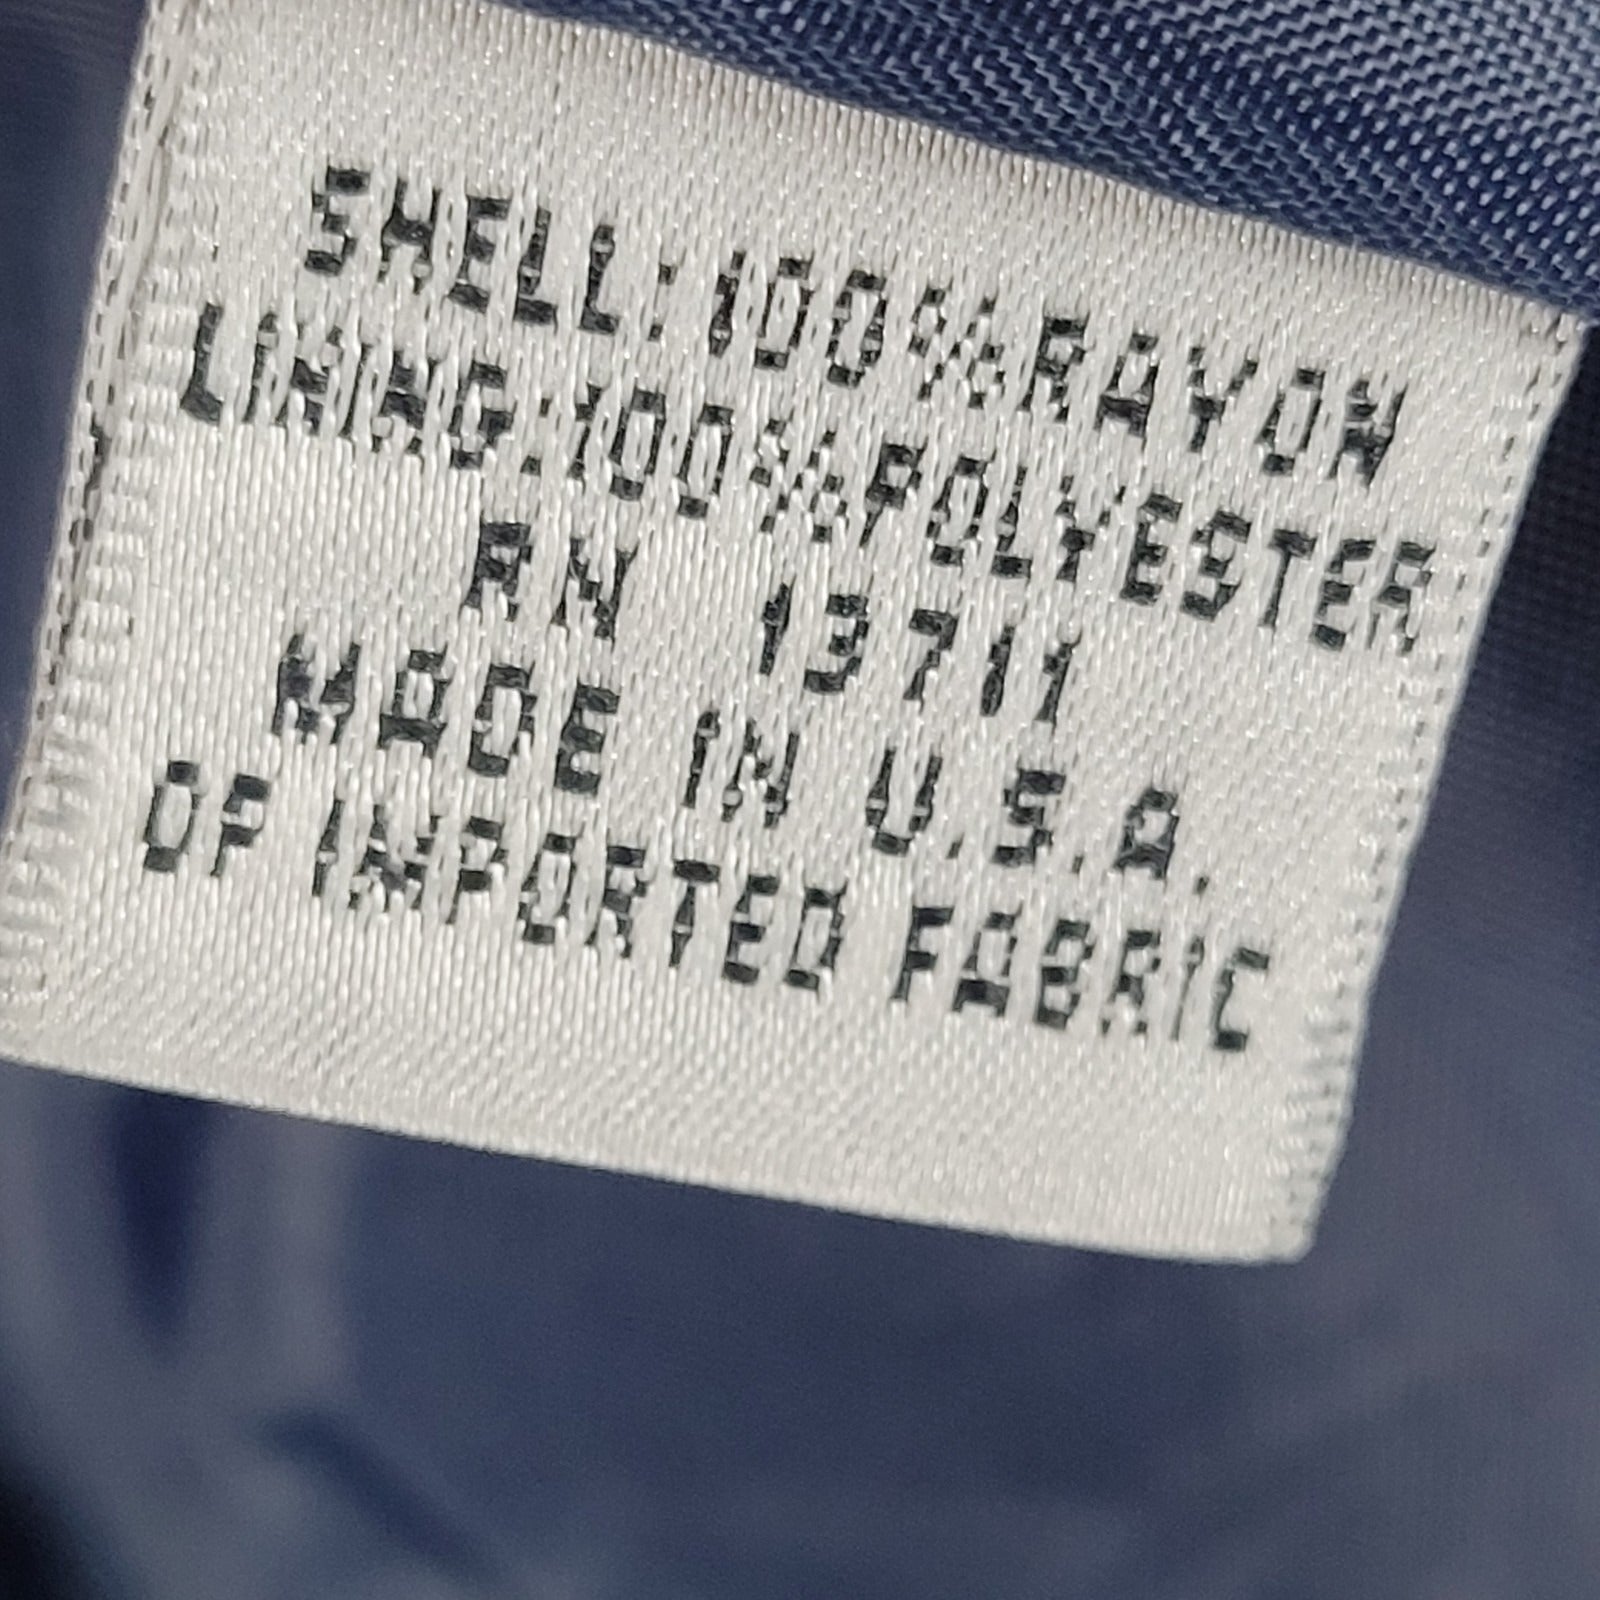 SHELL:100%RAYON
LINING:100%POLYESTER
RN 13711
MADE IN U.S.A.
OF IMPORTED FABRIC